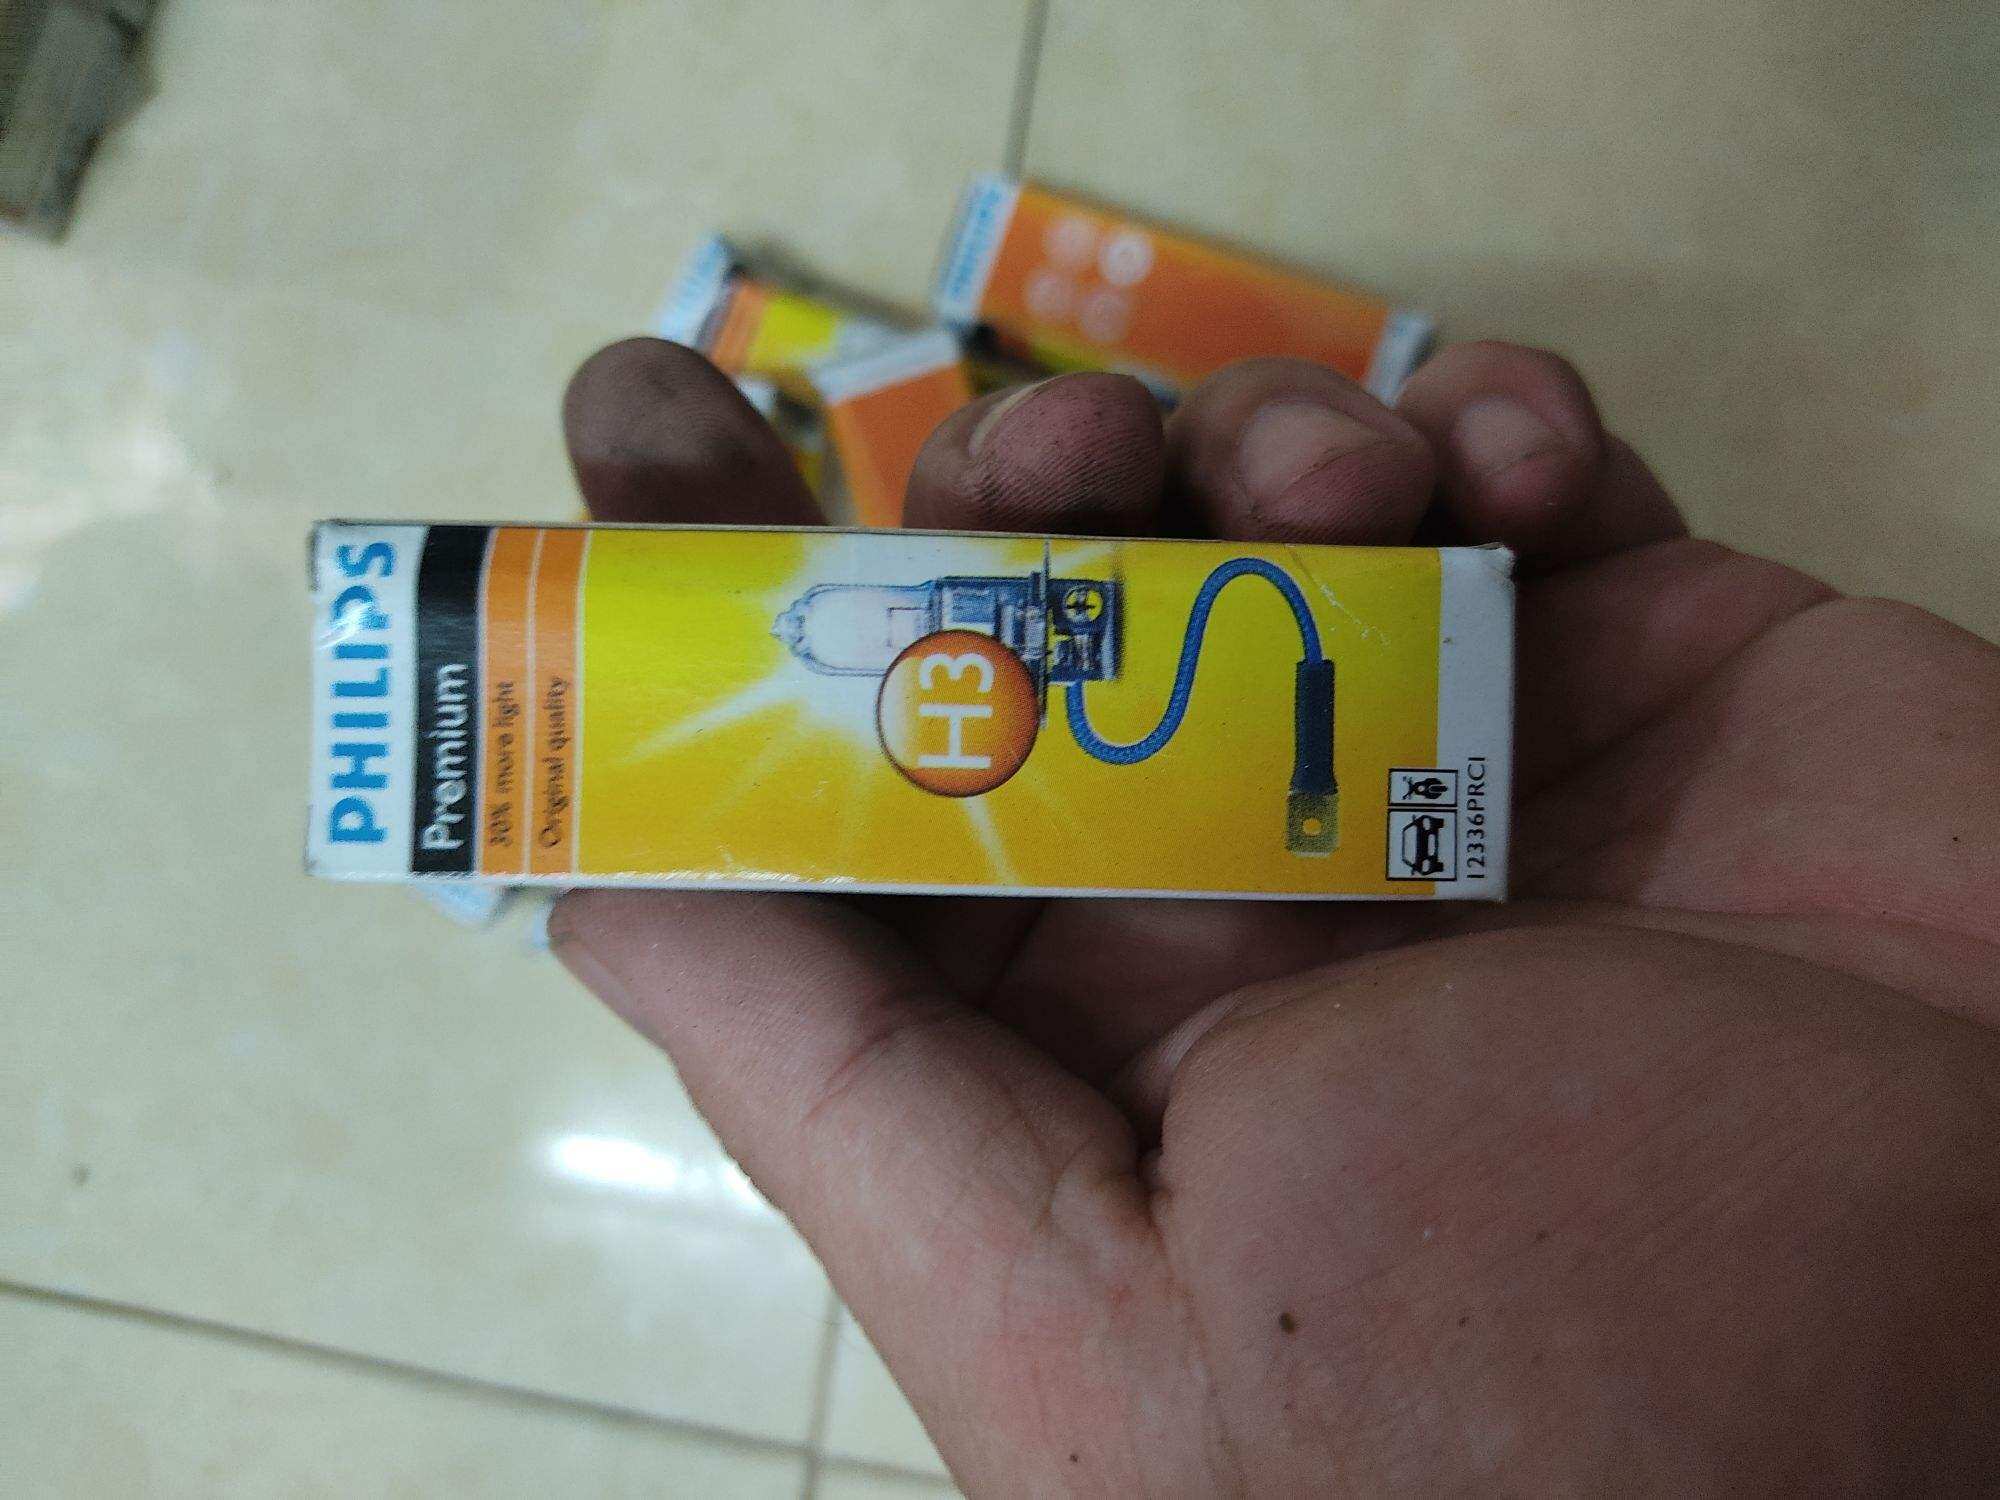 PHILIPS
Premium
30% more light
Original quality
H3
12336PRC1